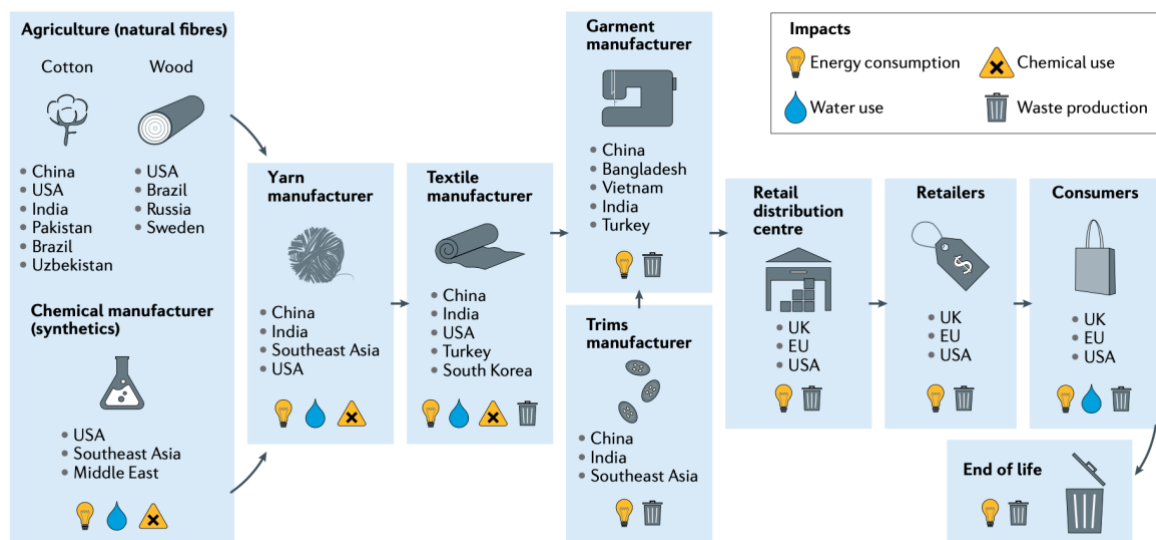 Agriculture (natural fibres)
Cotton
Wood
• China
• USA
• India
• Pakistan
• Brazil
• Uzbekistan
• USA
• Brazil
• Russia
• Sweden
Chemical manufacturer
(synthetics)
• USA
• Southeast Asia
• Middle East
Yarn
manufacturer
• China
• India
• Southeast Asia
• USA
Textile
manufacturer
• China
• India
• USA
• Turkey
• South Korea
Garment
manufacturer
• China
• Bangladesh
• Vietnam
• India
• Turkey
Trims
manufacturer
• China
• India
• Southeast Asia
Impacts
Energy consumption
Chemical use
Water use
Waste production
Retail
distribution
centre
• UK
• EU
• USA
Retailers
$
• UK
• EU
• USA
Consumers
• UK
• EU
• USA
End of life